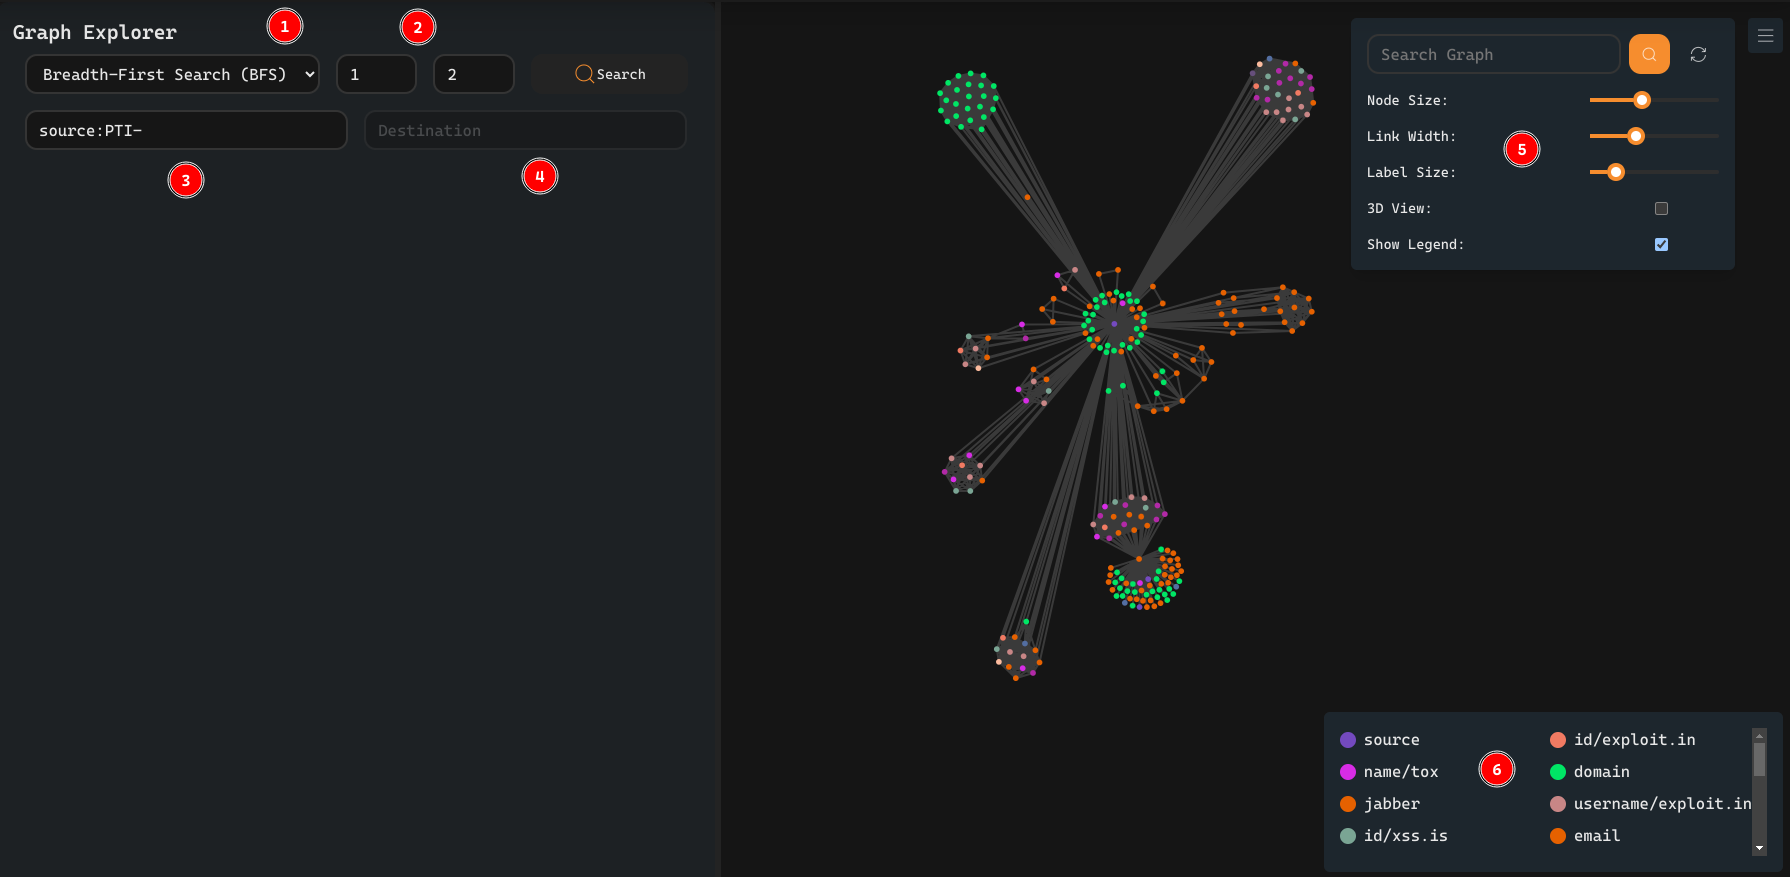 Graph Explorer
1
2
Breadth-First Search (BFS)
1
2
Search
source:PTI-
Destination
3
4
Search Graph
Node Size:
Link Width:
5
Label Size:
3D View:
Show Legend:
source
id/exploit.in
name/tox
6
domain
jabber
username/exploit.in
id/xss.is
email